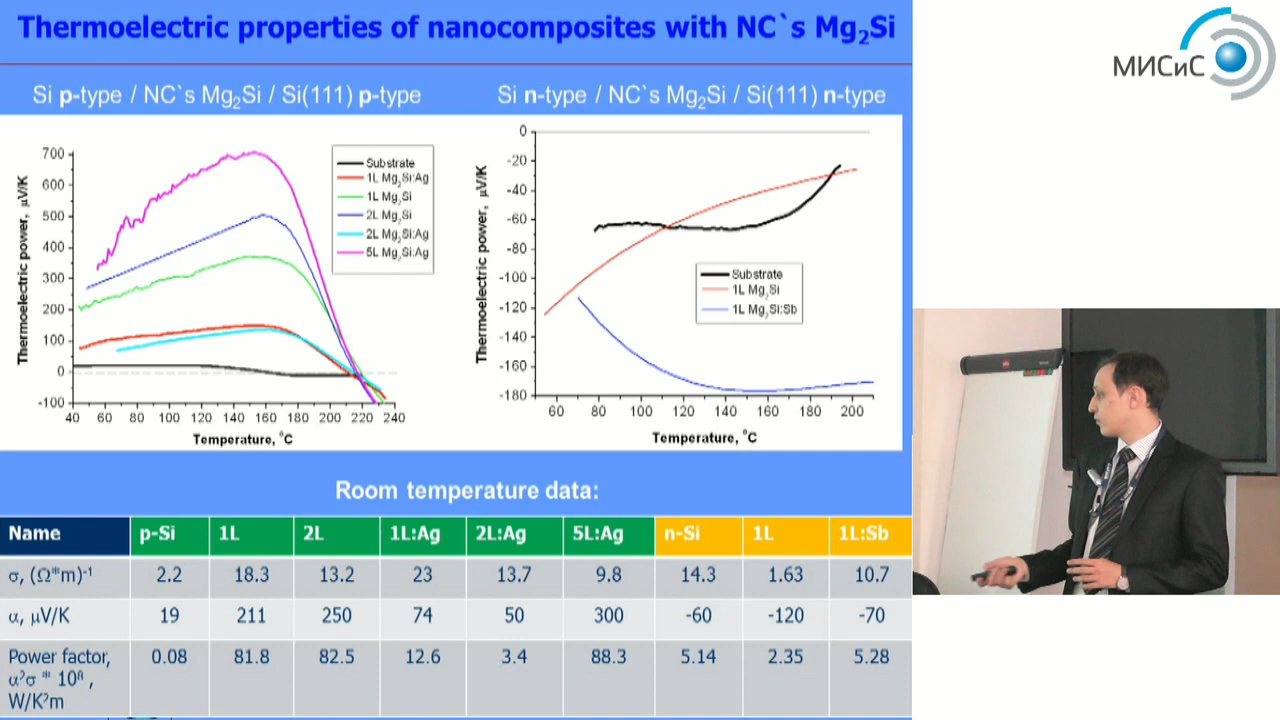 Thermoelectric properties of nanocomposites with NC`s Mg₂Si
МИСиС
Si p-type / NC`s Mg₂Si / Si(111) p-type
Si n-type / NC`s Mg₂Si / Si(111) n-type
Thermoelectric power, μV/K
700
600
500
400
300
200
100
0
-100
40 60 80 100 120 140 160 180 200 220 240
Temperature, °C
Substrate
1L Mg₂Si:Ag
1L Mg₂Si
2L Mg₂Si
2L Mg₂Si:Ag
5L Mg₂Si:Ag
Thermoelectric power, μV/K
0
-20
-40
-60
-80
-100
-120
-140
-160
-180
60 80 100 120 140 160 180 200
Temperature, °C
Substrate
1L Mg₂Si
1L Mg₂Si:Sb
Room temperature data:
Name p-Si 1L 2L 1L:Ag 2L:Ag 5L:Ag n-Si 1L 1L:Sb
σ, (Ω*m)⁻¹ 2.2 18.3 13.2 23 13.7 9.8 14.3 1.63 10.7
α, μV/K 19 211 250 74 50 300 -60 -120 -70
Power factor, 0.08 81.8 82.5 12.6 3.4 88.3 5.14 2.35 5.28
α²σ * 10⁸ ,
W/K²m